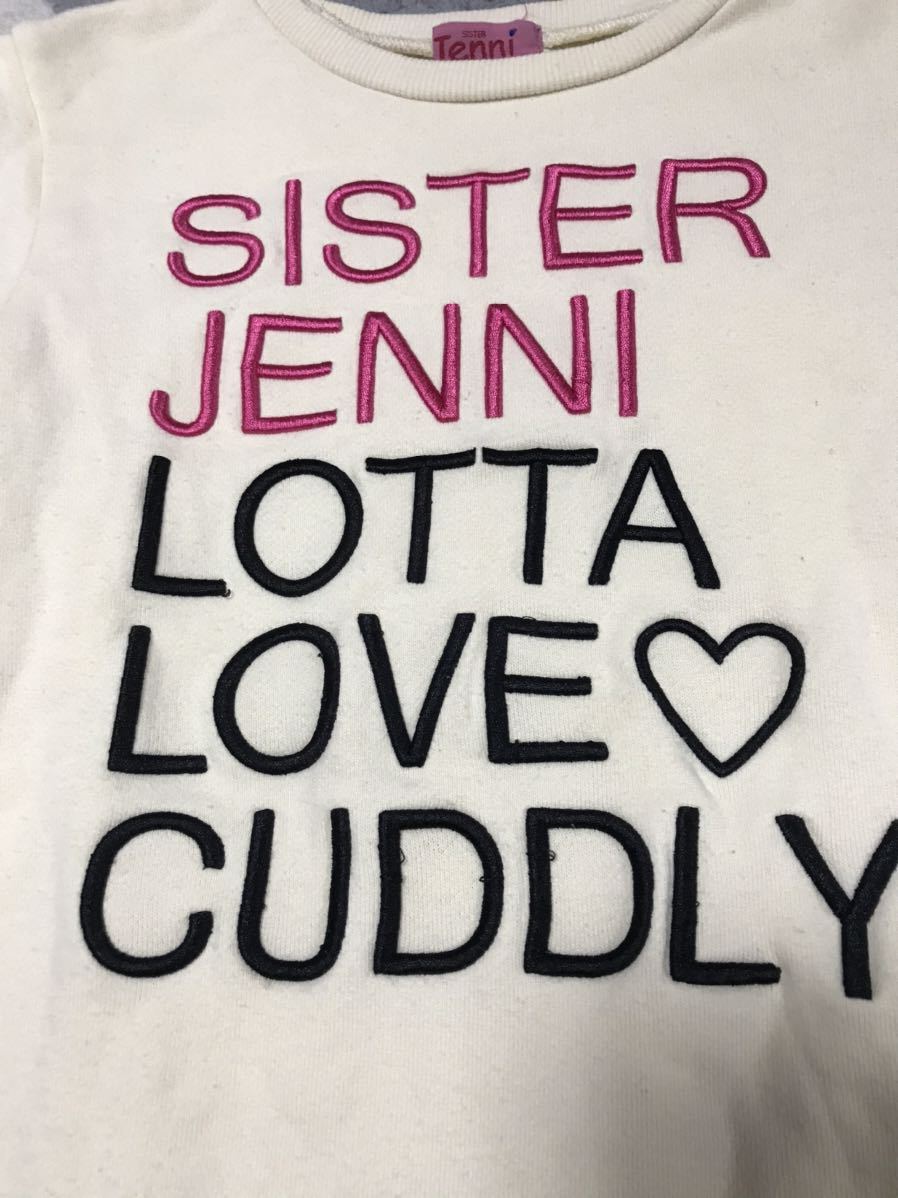 SISTER
Jenni
SISTER
JENNI
LOTTA
LOVE♡
CUDDLY